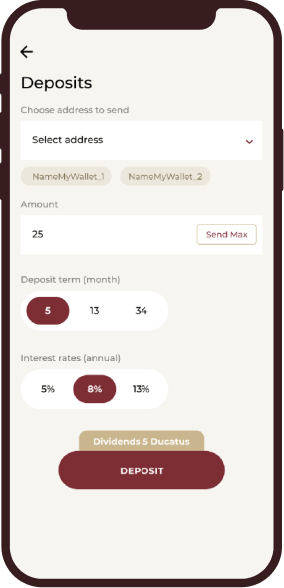 Deposits
Choose address to send
Select address
NameMyWallet_1 NameMyWallet_2
Amount
25 Send Max
Deposit term (month)
5 13 34
Interest rates (annual)
5% 8% 13%
Dividends 5 Ducatus
DEPOSIT